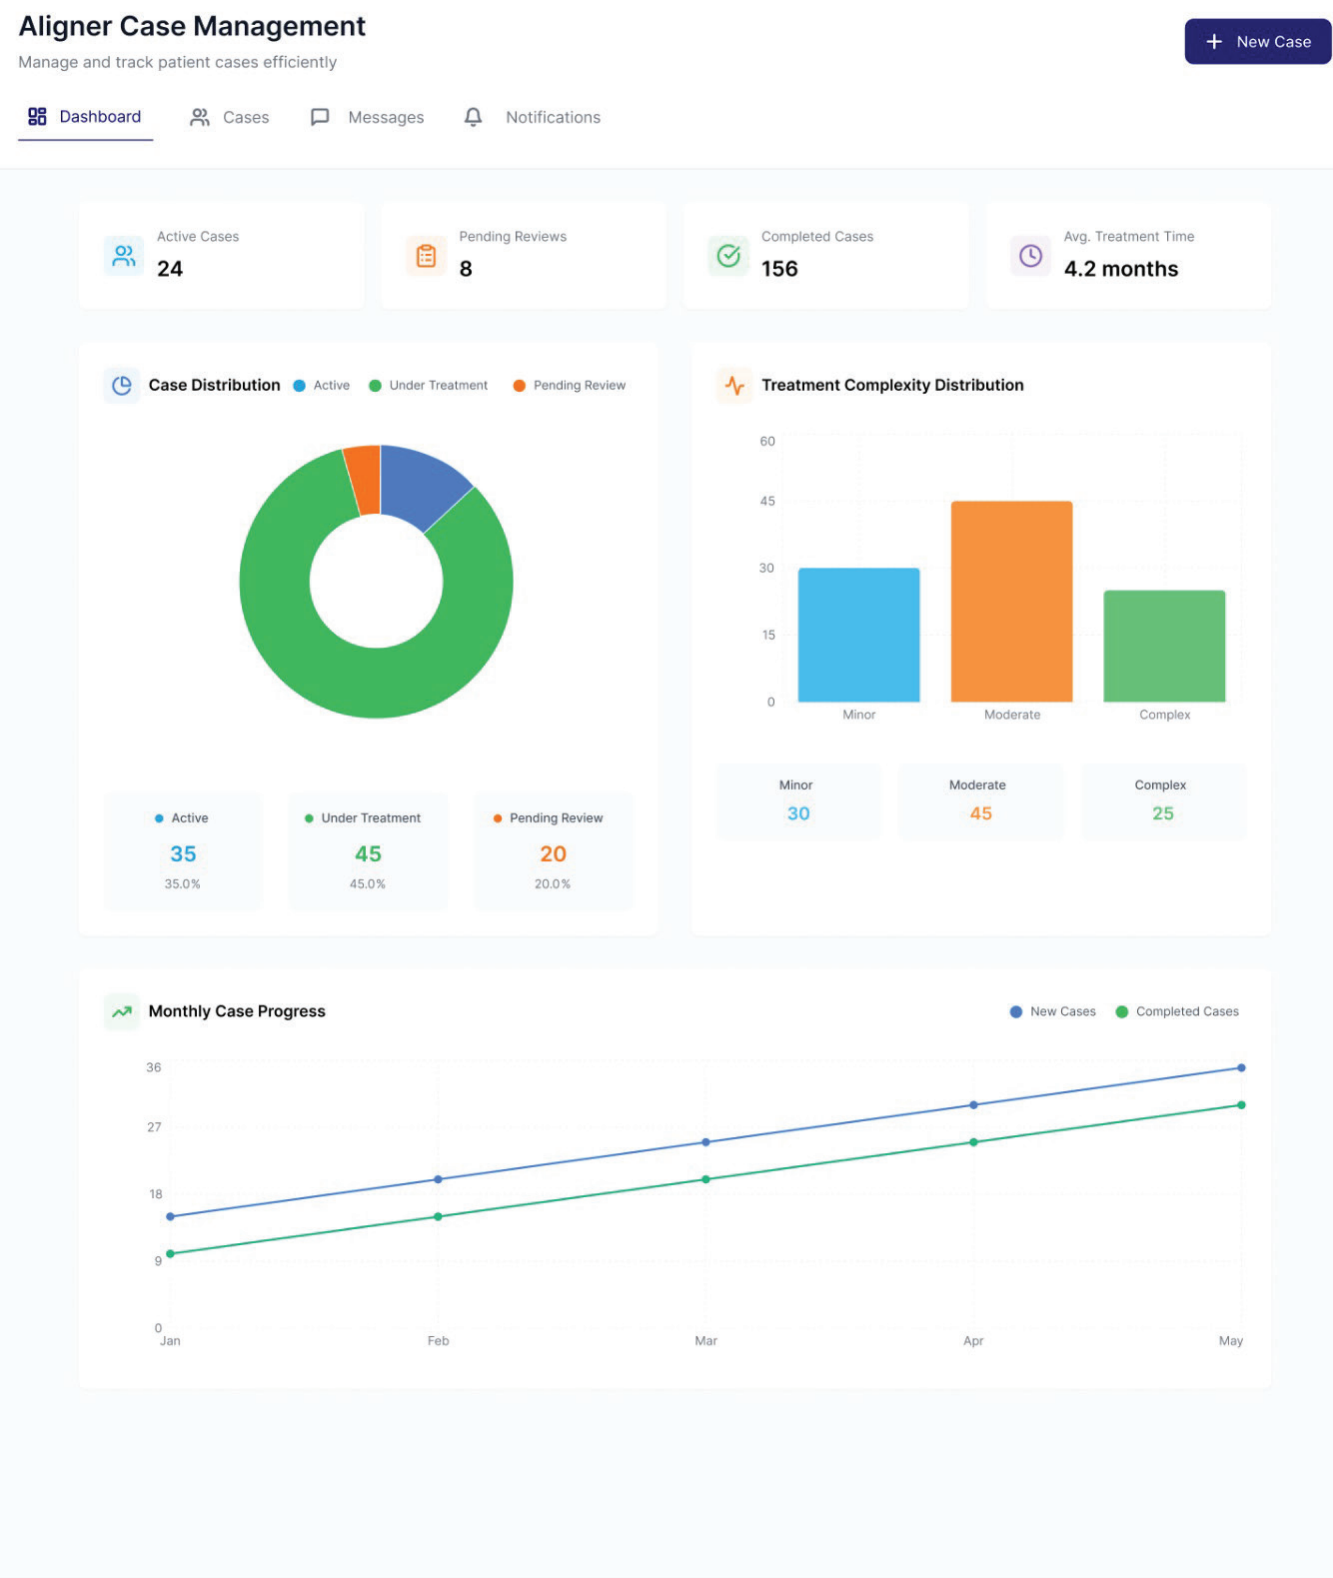 Aligner Case Management
Manage and track patient cases efficiently
New Case
Dashboard
Cases
Messages
Notifications
Active Cases
24
Pending Reviews
8
Completed Cases
156
Avg. Treatment Time
4.2 months
Case Distribution
Active
Under Treatment
Pending Review
Active
35
35.0%
Under Treatment
45
45.0%
Pending Review
20
20.0%
Treatment Complexity Distribution
60
45
30
15
0
Minor
Moderate
Complex
Minor
30
Moderate
45
Complex
25
Monthly Case Progress
New Cases
Completed Cases
36
27
18
9
0
Jan
Feb
Mar
Apr
May